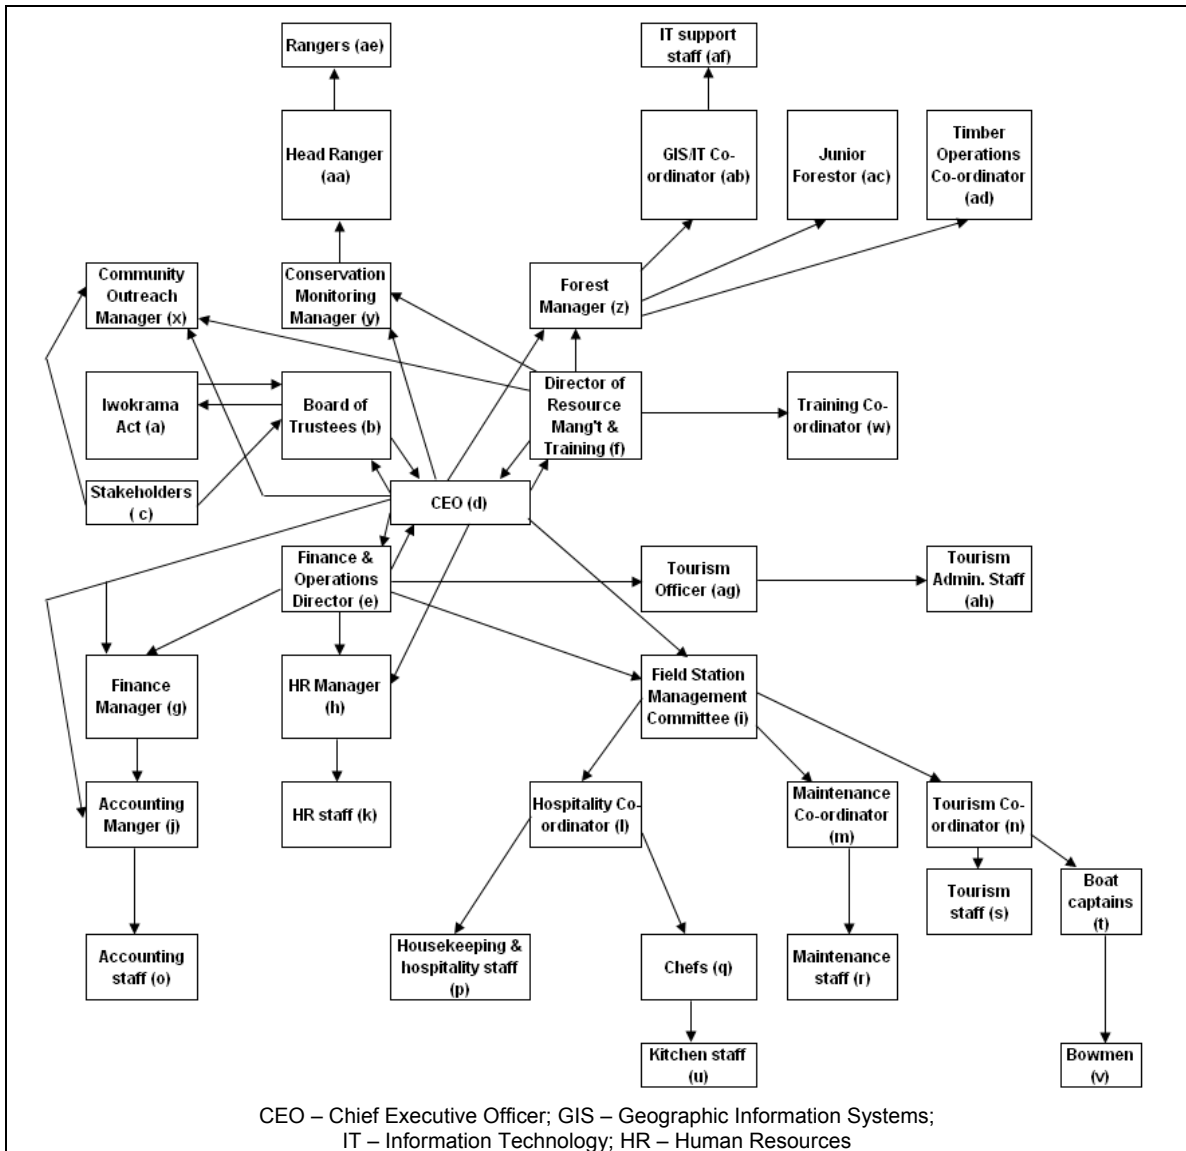 Rangers (ae)
IT support
staff (af)
Head Ranger
(aa)
GIS/IT Co-
ordinator (ab)
Junior
Forestor (ac)
Timber
Operations
Co-ordinator
(ad)
Community
Outreach
Manager (x)
Conservation
Monitoring
Manager (y)
Forest
Manager (z)
Iwokrama
Act (a)
Board of
Trustees (b)
Director of
Resource
Mang't &
Training (f)
Training Co-
ordinator (w)
Stakeholders
( c)
CEO (d)
Finance &
Operations
Director (e)
Tourism
Officer (ag)
Tourism
Admin. Staff
(ah)
Finance
Manager (g)
HR Manager
(h)
Field Station
Management
Committee (i)
Accounting
Manger (j)
HR staff (k)
Hospitality Co-
ordinator (l)
Maintenance
Co-ordinator
(m)
Tourism Co-
ordinator (n)
Tourism
staff (s)
Boat
captains
(t)
Accounting
staff (o)
Housekeeping &
hospitality staff
(p)
Chefs (q)
Maintenance
staff (r)
Kitchen staff
(u)
Bowmen
(v)
CEO – Chief Executive Officer; GIS – Geographic Information Systems;
IT – Information Technology; HR – Human Resources